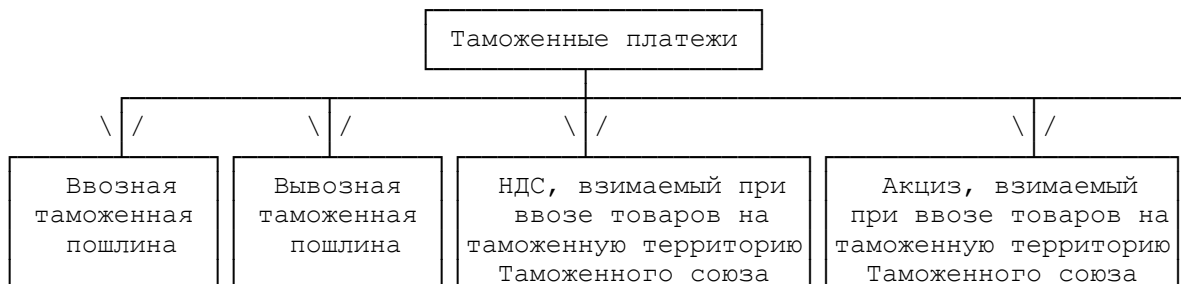 Таможенные платежи
Ввозная
таможенная
пошлина
Вывозная
таможенная
пошлина
НДС, взимаемый при
ввозе товаров на
таможенную территорию
Таможенного союза
Акциз, взимаемый
при ввозе товаров на
таможенную территорию
Таможенного союза